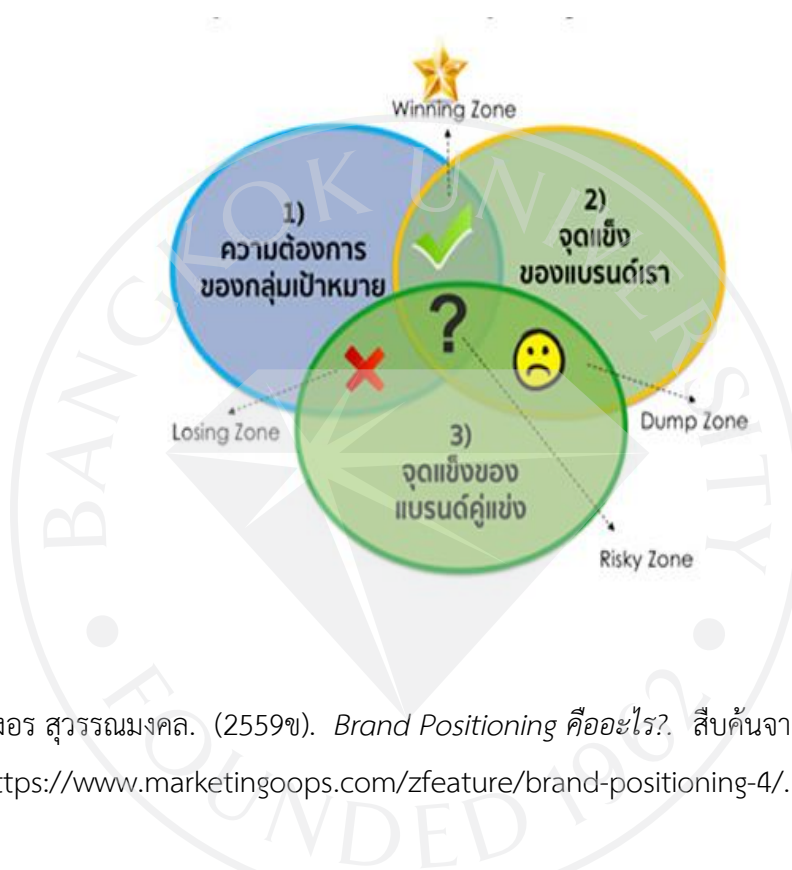 Winning Zone
1)
ความต้องการ
ของกลุ่มเป้าหมาย
2)
จุดแข็ง
ของแบรนด์เรา
?
Losing Zone
Dump Zone
3)
จุดแข็งของ
แบรนด์คู่แข่ง
Risky Zone
สุวรรณมงคล. (2559ข). Brand Positioning คืออะไร?. สืบค้นจา
ttps://www.marketingoops.com/zfeature/brand-positioning-4/.
BANGKOK UNIVERSITY
FOUNDED 1962